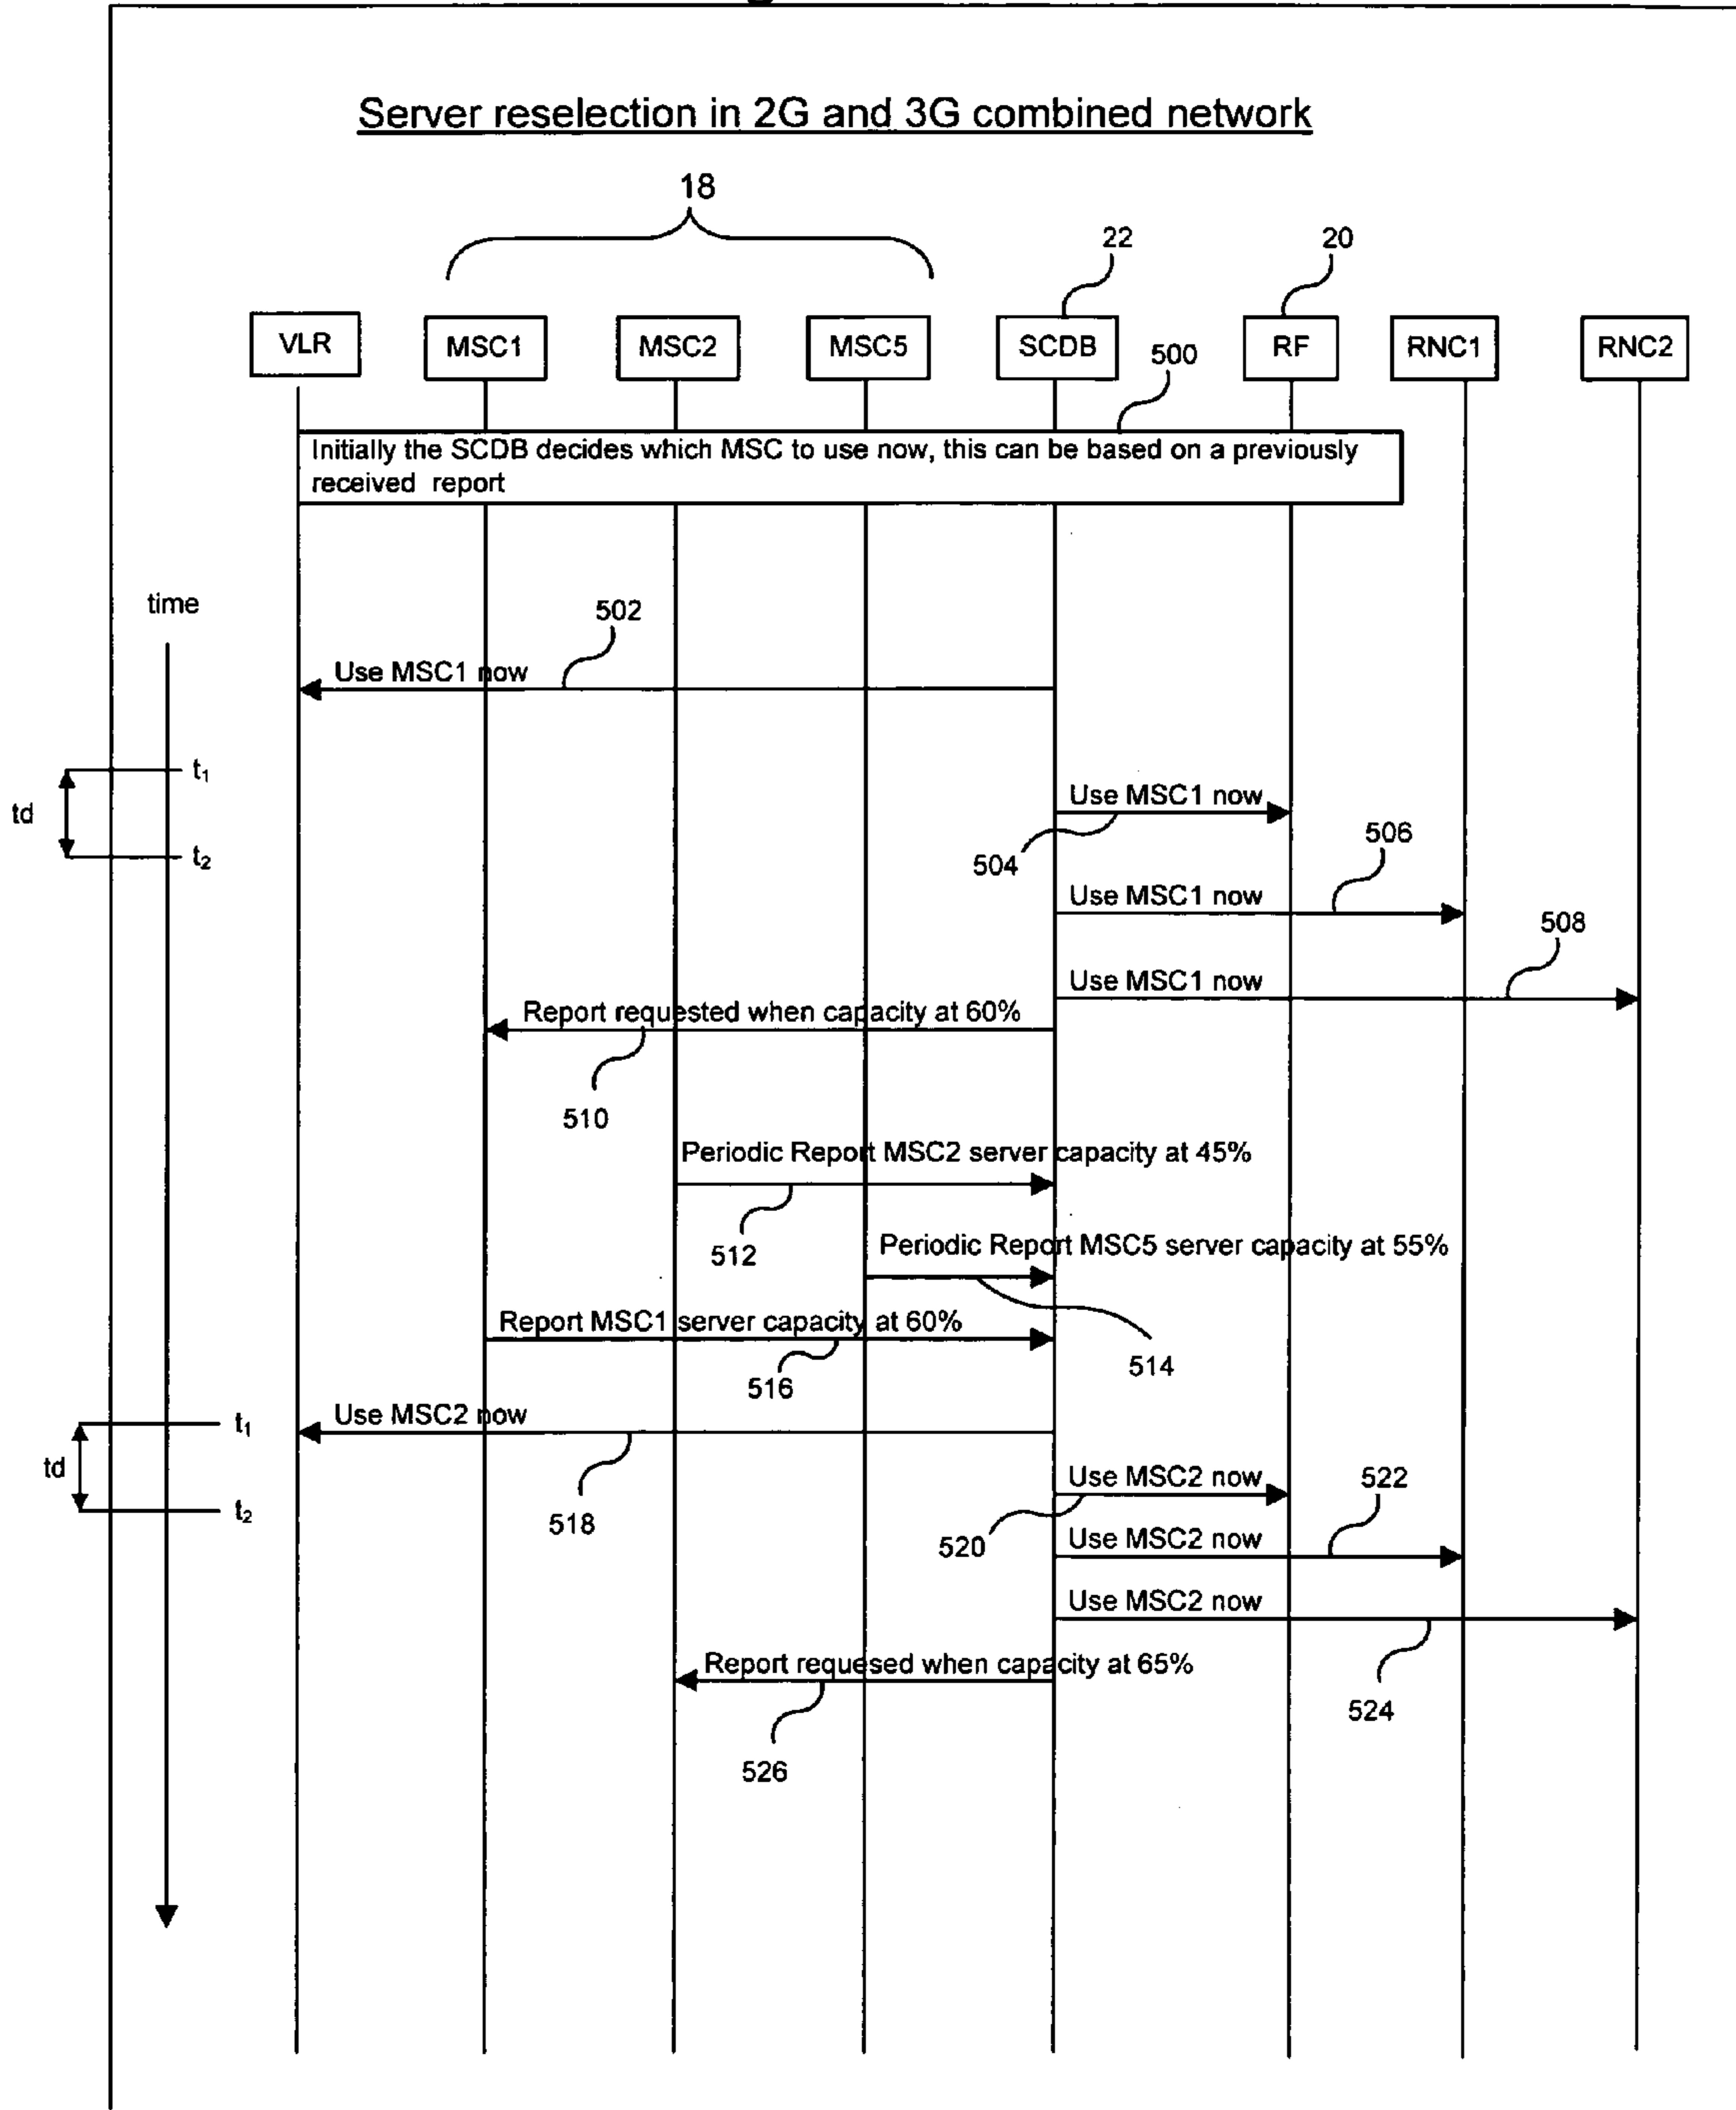 Server reselection in 2G and 3G combined network
18
22
20
VLR
MSC1
MSC2
MSC5
SCDB
RF
RNC1
RNC2
500
Initially the SCDB decides which MSC to use now, this can be based on a previously
received report
time
502
Use MSC1 now
t1
td
t2
Use MSC1 now
504
506
Use MSC1 now
508
Use MSC1 now
Report requested when capacity at 60%
510
Periodic Report MSC2 server capacity at 45%
512
Periodic Report MSC5 server capacity at 55%
514
Report MSC1 server capacity at 60%
516
Use MSC2 now
t1
td
t2
518
Use MSC2 now
520
522
Use MSC2 now
Use MSC2 now
524
Report requesed when capacity at 65%
526